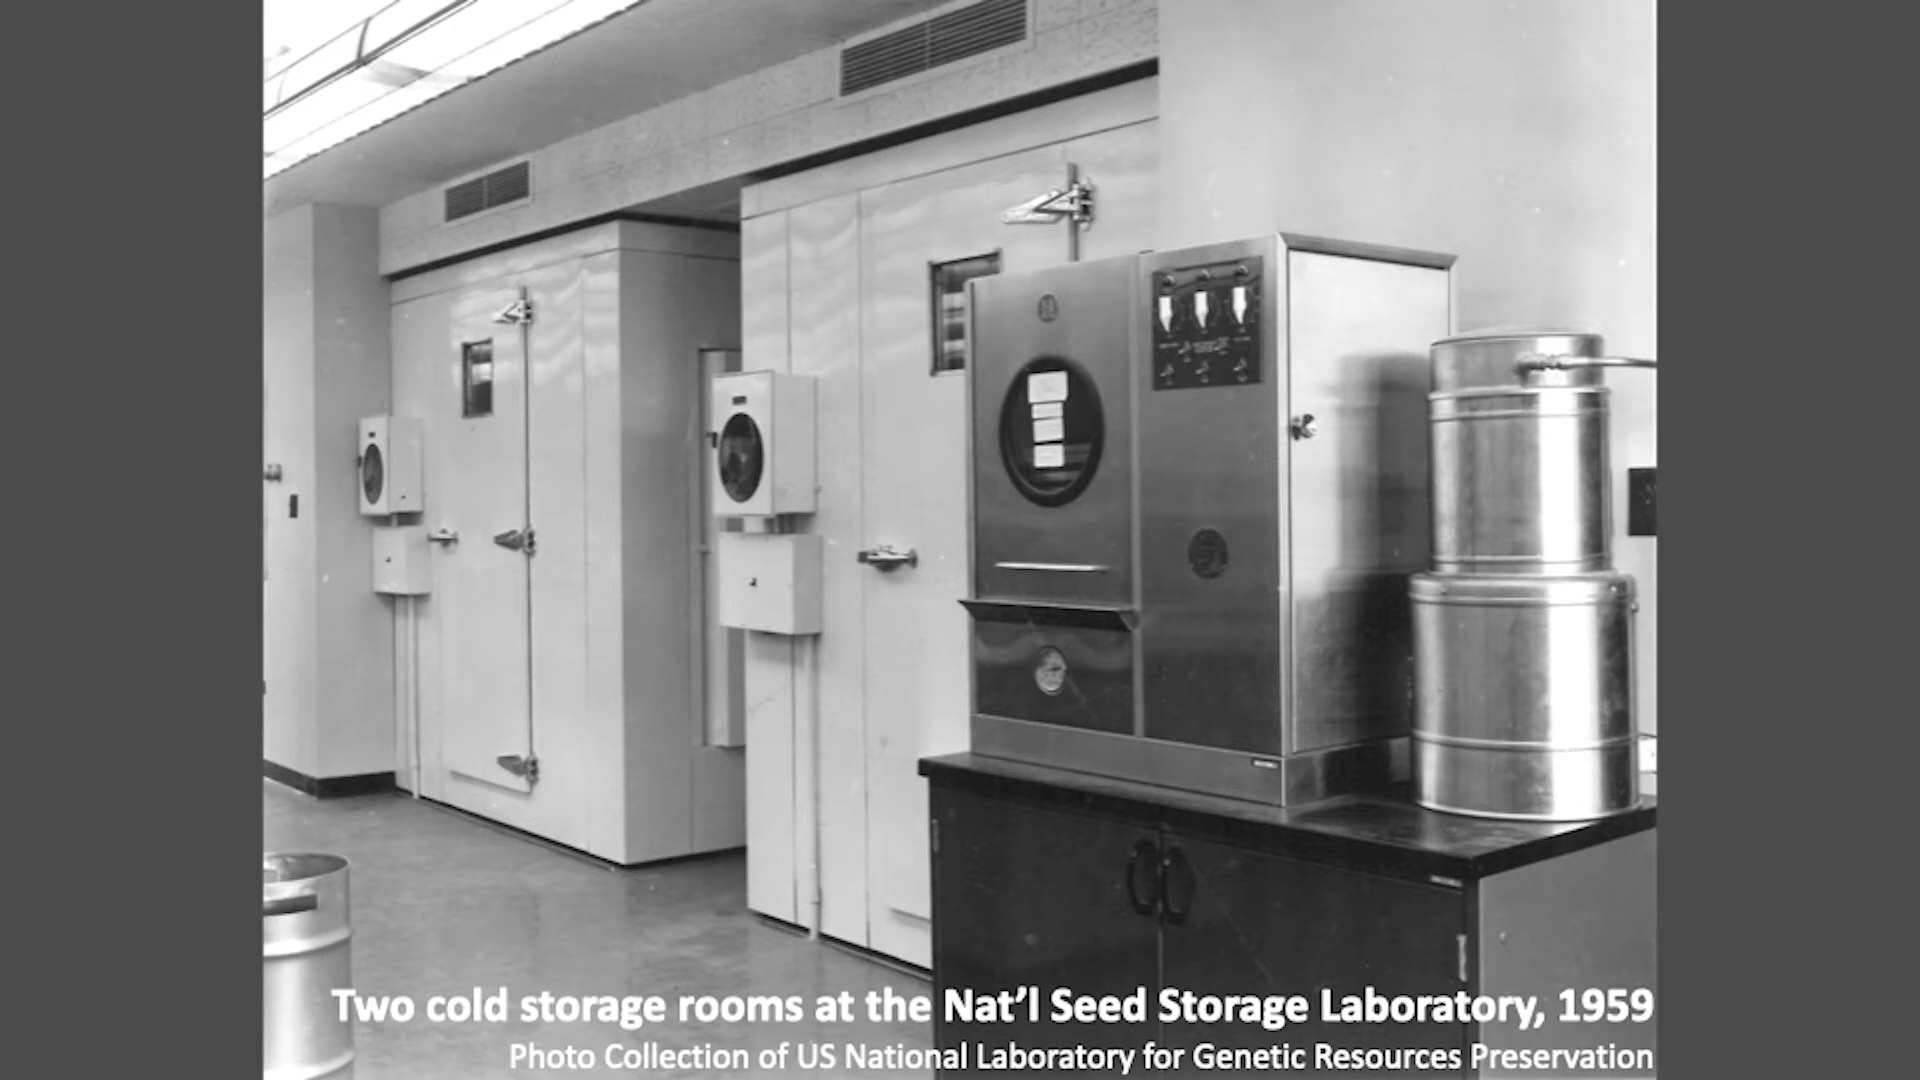 Two cold storage rooms at the Nat’l Seed Storage Laboratory, 1959
Photo Collection of US National Laboratory for Genetic Resources Preservation